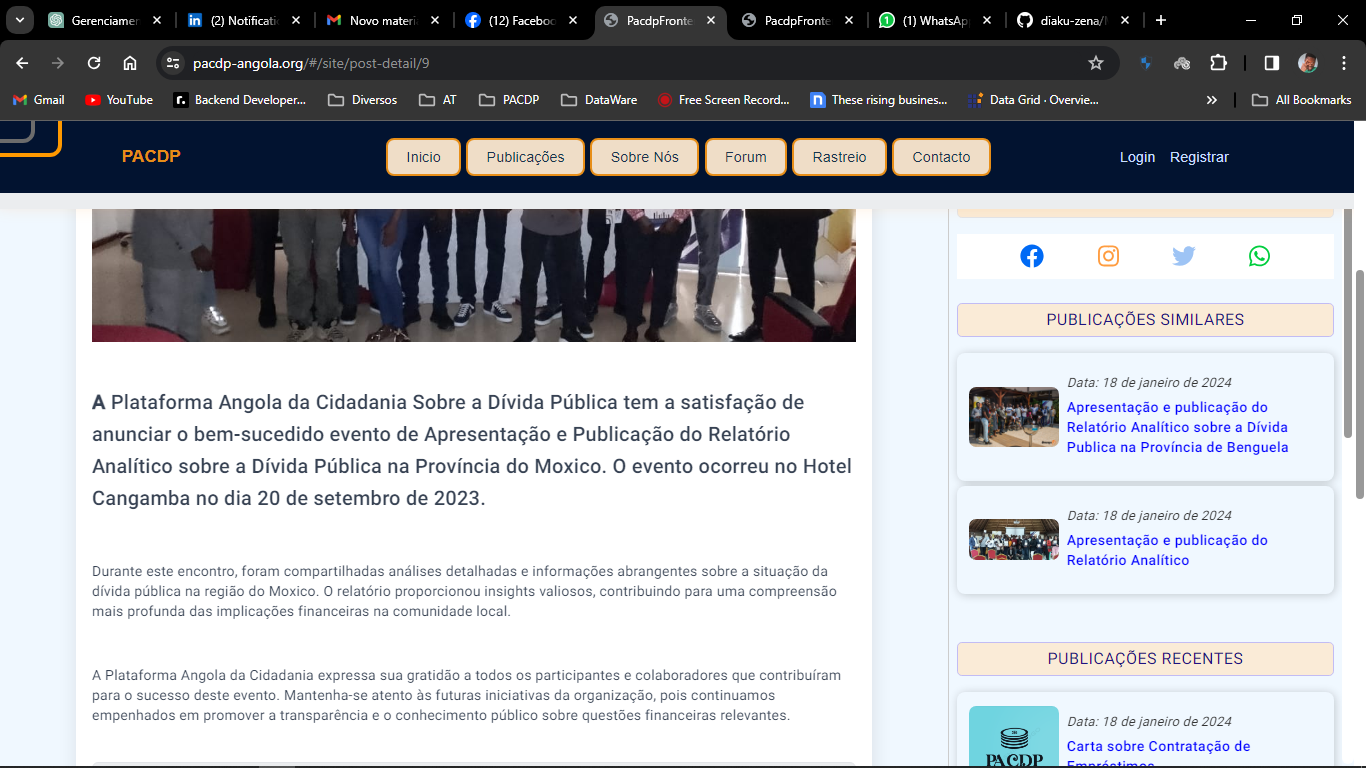 Gerenciamen
(2) Notificati
Novo materia
(12) Faceboo
PacdpFronte
PacdpFronte
(1) WhatsAp
diaku-zena/
pacdp-angola.org/#/site/post-detail/9
Gmail
YouTube
Backend Developer...
Diversos
AT
PACDP
DataWare
Free Screen Record...
These rising busines...
Data Grid · Overvie...
All Bookmarks
PACDP
Inicio
Publicações
Sobre Nós
Forum
Rastreio
Contacto
Login
Registrar
A Plataforma Angola da Cidadania Sobre a Dívida Pública tem a satisfação de
anunciar o bem-sucedido evento de Apresentação e Publicação do Relatório
Analítico sobre a Dívida Pública na Província do Moxico. O evento ocorreu no Hotel
Cangamba no dia 20 de setembro de 2023.
Durante este encontro, foram compartilhadas análises detalhadas e informações abrangentes sobre a situação da
dívida pública na região do Moxico. O relatório proporcionou insights valiosos, contribuindo para uma compreensão
mais profunda das implicações financeiras na comunidade local.
A Plataforma Angola da Cidadania expressa sua gratidão a todos os participantes e colaboradores que contribuíram
para o sucesso deste evento. Mantenha-se atento às futuras iniciativas da organização, pois continuamos
empenhados em promover a transparência e o conhecimento público sobre questões financeiras relevantes.
PUBLICAÇÕES SIMILARES
Data: 18 de janeiro de 2024
Apresentação e publicação do
Relatório Analítico sobre a Dívida
Publica na Província de Benguela
Data: 18 de janeiro de 2024
Apresentação e publicação do
Relatório Analítico
PUBLICAÇÕES RECENTES
Data: 18 de janeiro de 2024
Carta sobre Contratação de
Empréstimos
PACDP